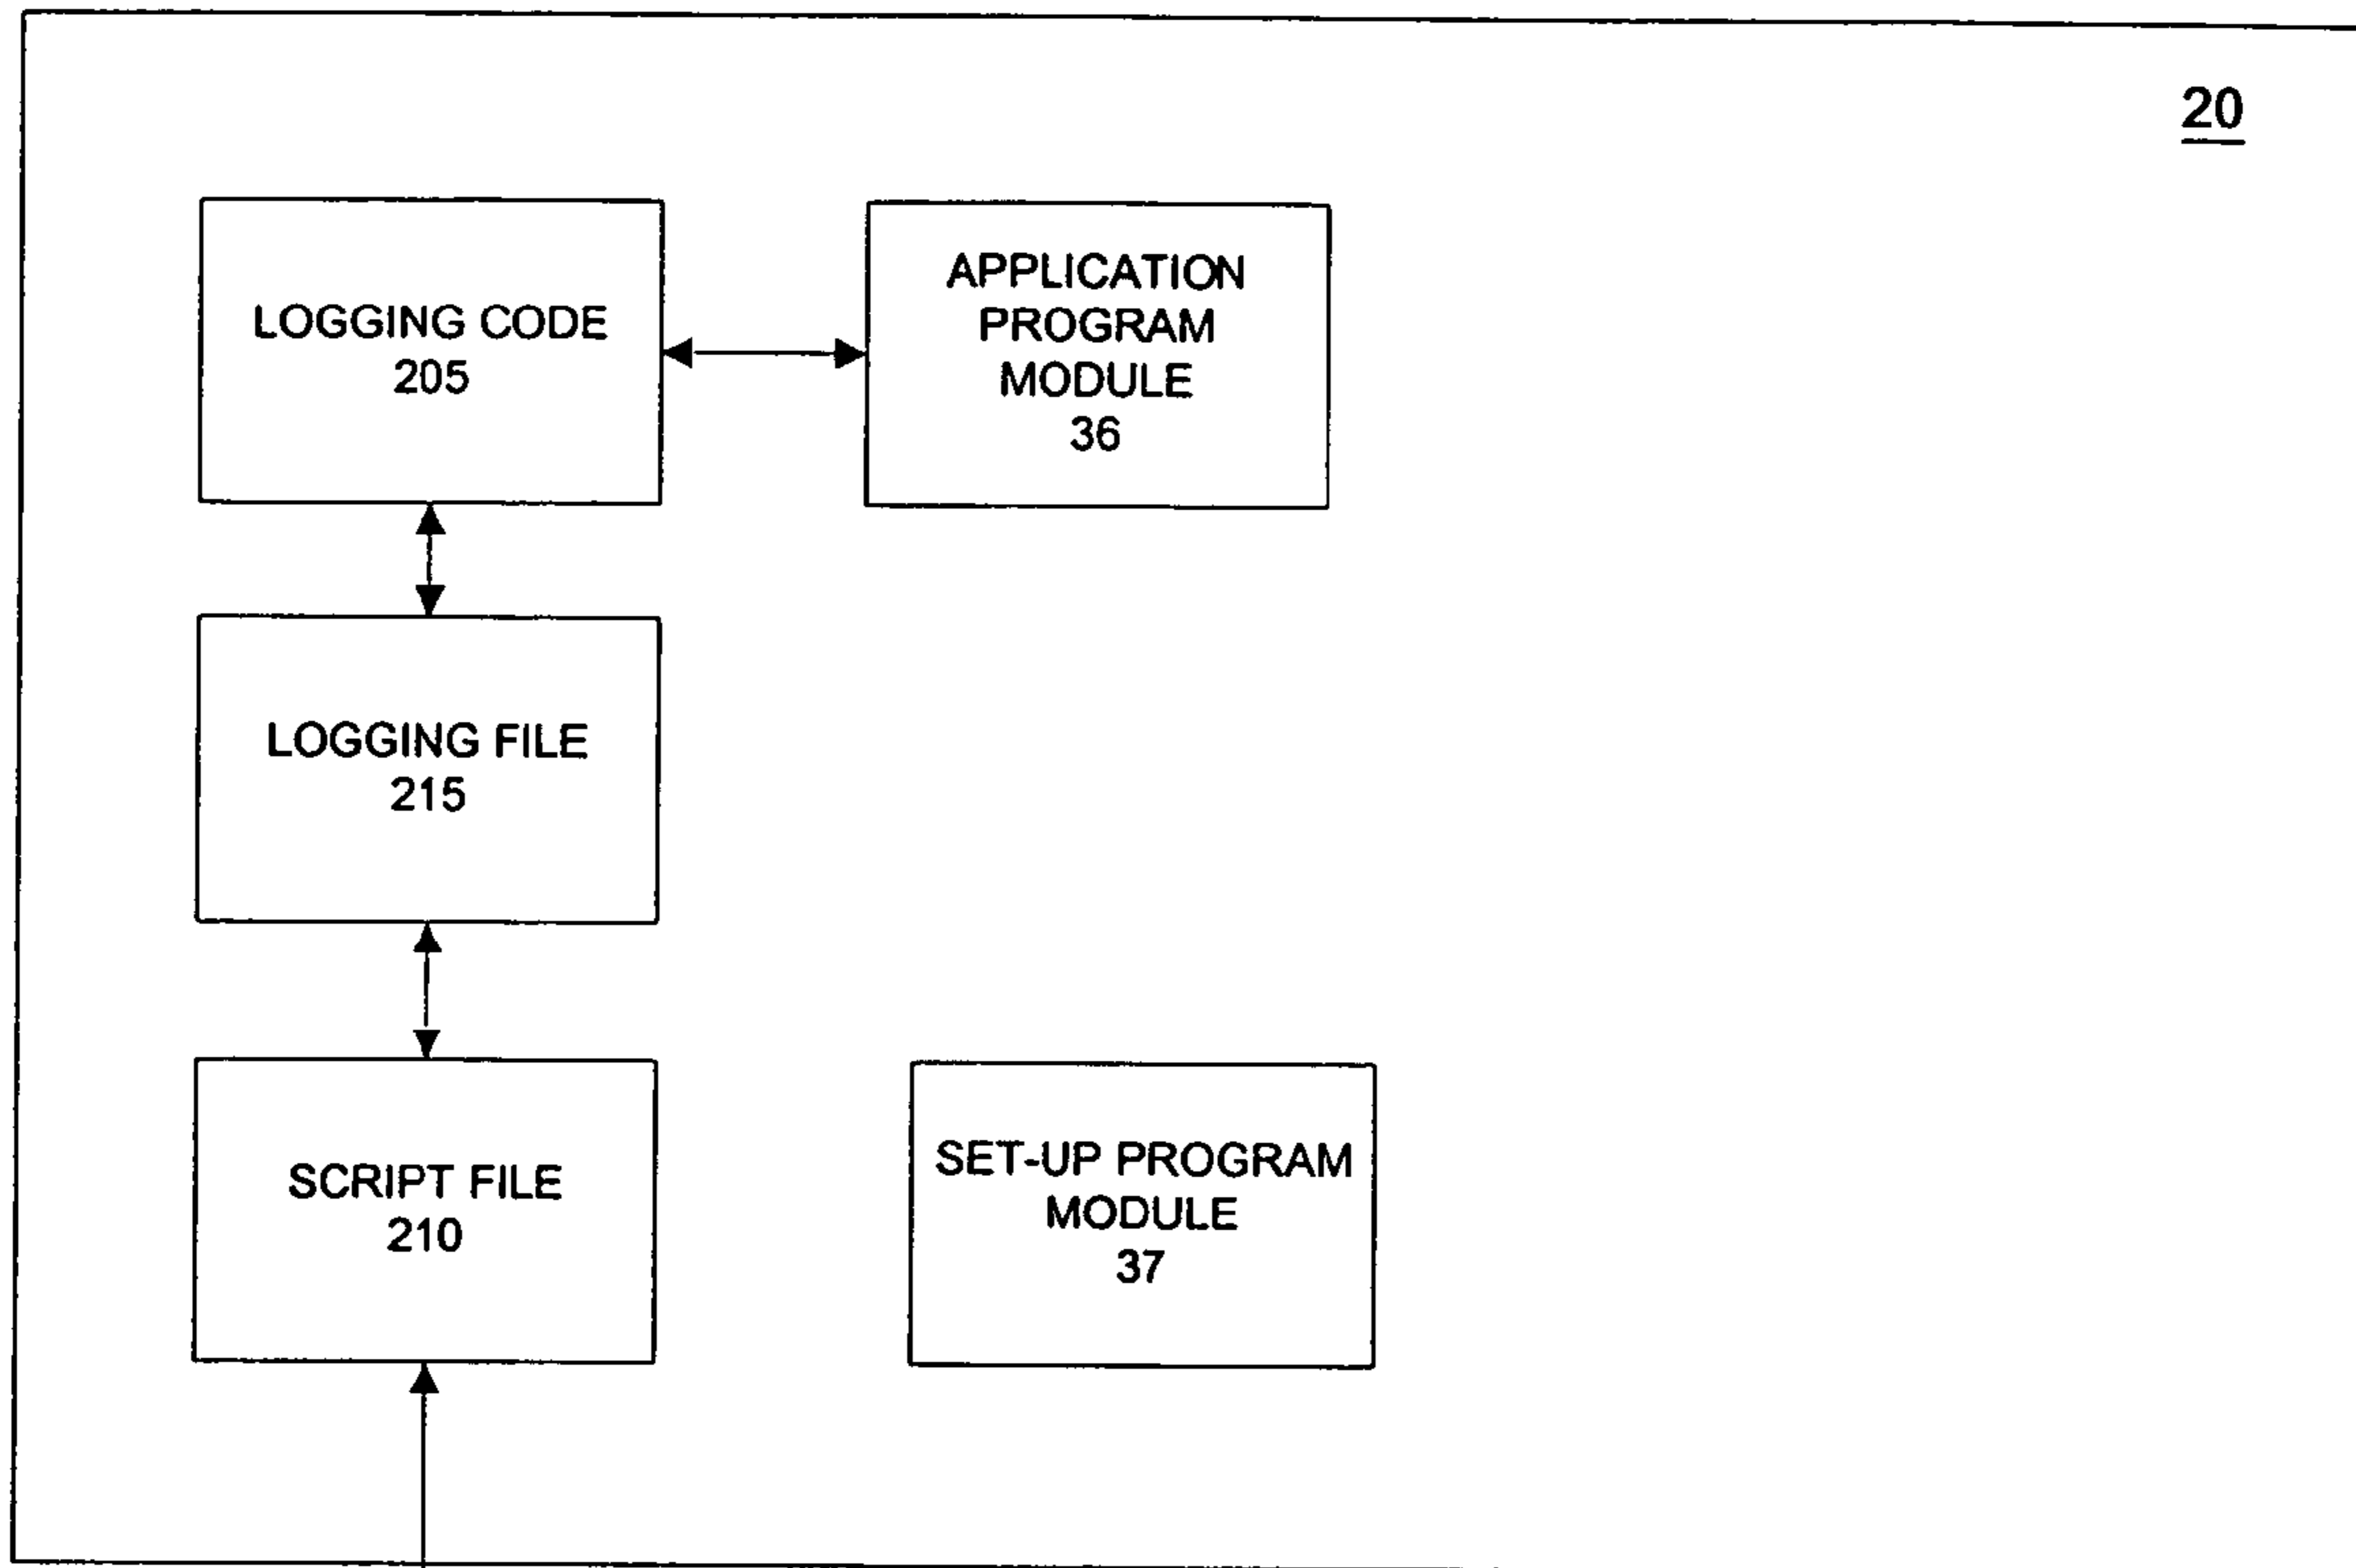 20
LOGGING CODE
205
APPLICATION
PROGRAM
MODULE
36
LOGGING FILE
215
SCRIPT FILE
210
SET-UP PROGRAM
MODULE
37